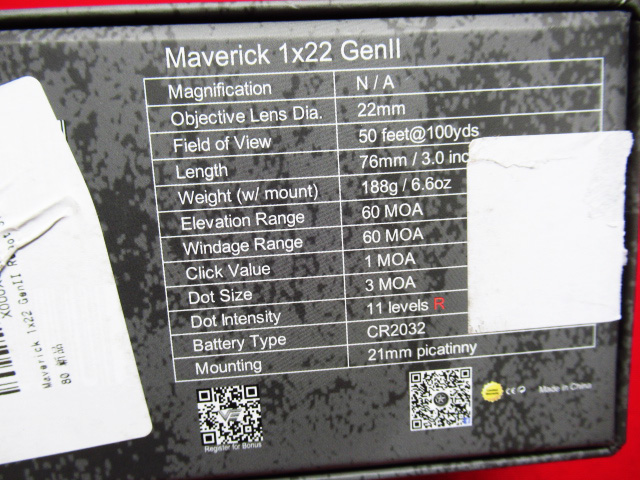 Maverick 1x22 GenII
Magnification N / A
Objective Lens Dia. 22mm
Field of View 50 feet@100yds
Length 76mm / 3.0 inc
Weight (w/ mount) 188g / 6.6oz
Elevation Range 60 MOA
Windage Range 60 MOA
Click Value 1 MOA
Dot Size 3 MOA
Dot Intensity 11 levels R
Battery Type CR2032
Mounting 21mm picatinny
Register for Bonus
CE
Made in China
Maverick 1x22 GenII